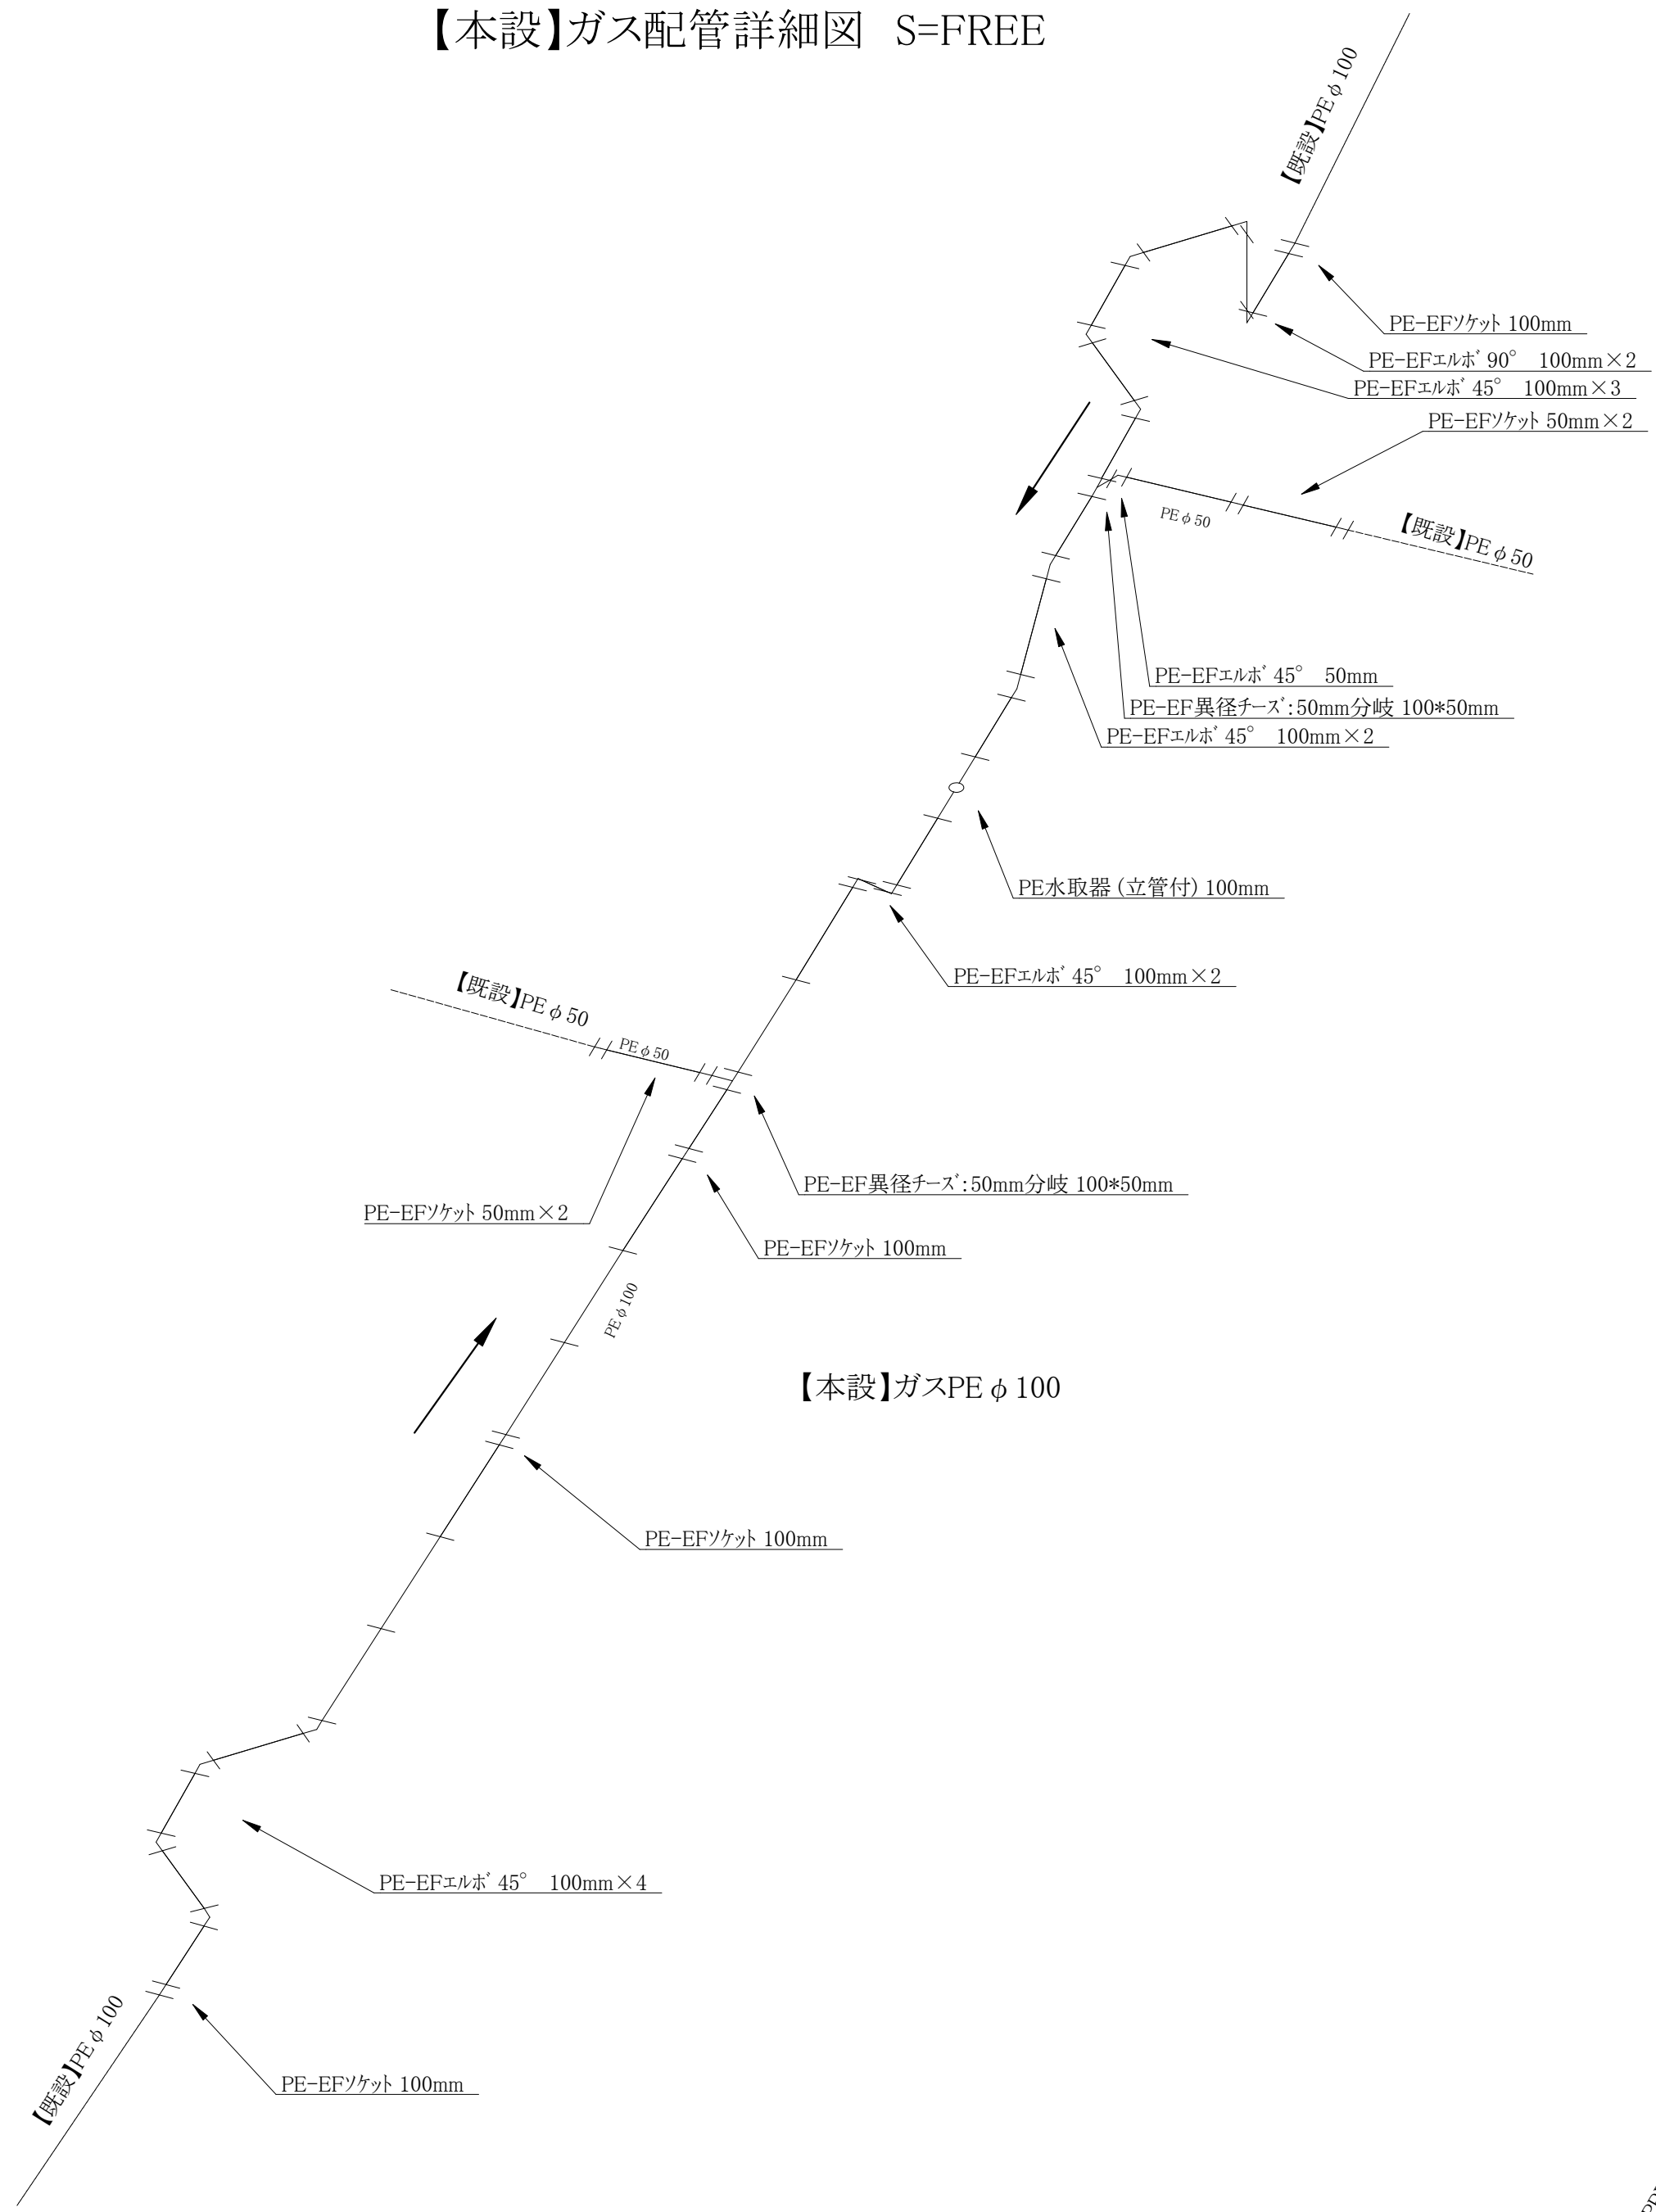 【本設】ガス配管詳細図 S=FREE
【既設】PEφ100
PE-EFソケット 100mm
PE-EFエルボ 90° 100mm×2
PE-EFエルボ 45° 100mm×3
PE-EFソケット 50mm×2
PEφ50
【既設】PEφ50
PE-EFエルボ 45° 50mm
PE-EF異径チーズ:50mm分岐 100*50mm
PE-EFエルボ 45° 100mm×2
PE水取器(立管付) 100mm
PE-EFエルボ 45° 100mm×2
【既設】PEφ50
PEφ50
PE-EF異径チーズ:50mm分岐 100*50mm
PE-EFソケット 50mm×2
PE-EFソケット 100mm
PEφ100
【本設】ガスPEφ100
PE-EFソケット 100mm
PE-EFエルボ 45° 100mm×4
【既設】PEφ100
PE-EFソケット 100mm